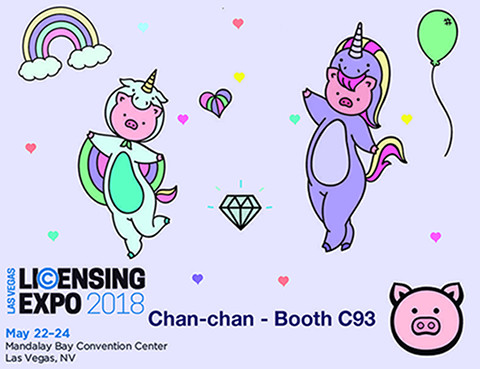 LAS VEGAS
LICENSING
EXPO 2018
May 22–24
Mandalay Bay Convention Center
Las Vegas, NV
Chan-chan - Booth C93